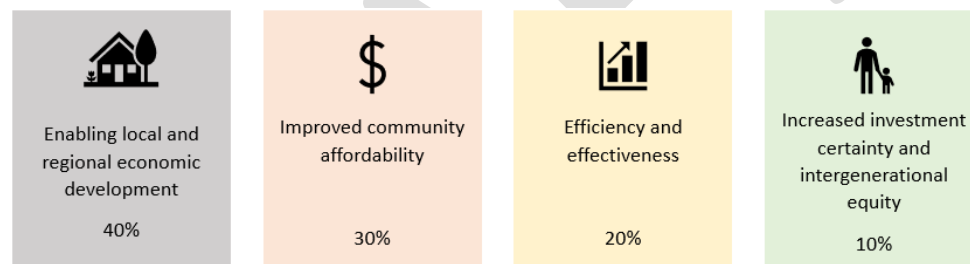 Enabling local and
regional economic
development
40%
$
Improved community
affordability
30%
Efficiency and
effectiveness
20%
Increased investment
certainty and
intergenerational
equity
10%